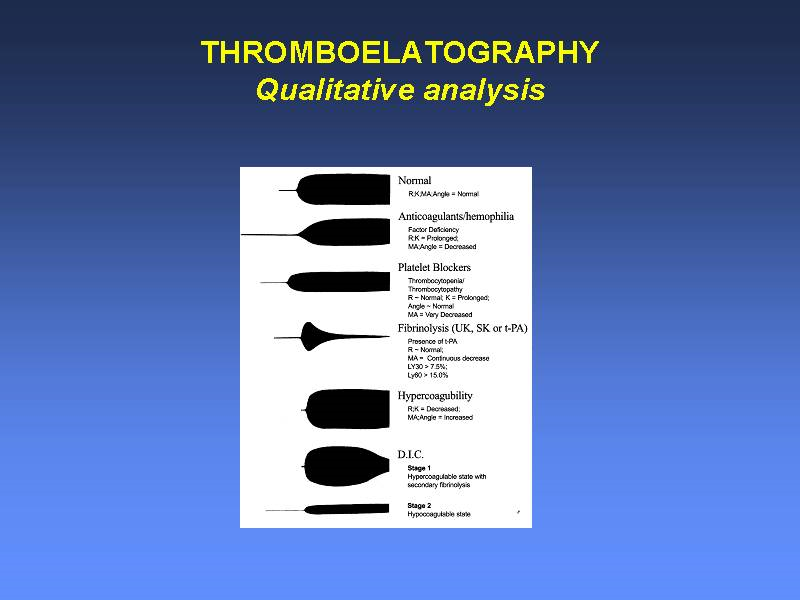 THROMBOELATOGRAPHY
Qualitative analysis
Normal
R;K;MA;Angle = Normal
Anticoagulants/hemophilia
Factor Deficiency
R;K = Prolonged;
MA;Angle = Decreased
Platelet Blockers
Thrombocytopenia/
Thrombocytopathy
R ~ Normal; K = Prolonged;
Angle ~ Normal
MA = Very Decreased
Fibrinolysis (UK, SK or t-PA)
Presence of t-PA
R ~ Normal;
MA = Continuous decrease
LY30 > 7.5%;
Ly60 > 15.0%
Hypercoagubility
R;K = Decreased;
MA;Angle = Increased
D.I.C.
Stage 1
Hypercoagulable state with
secondary fibrinolysis
Stage 2
Hypocoagulable state